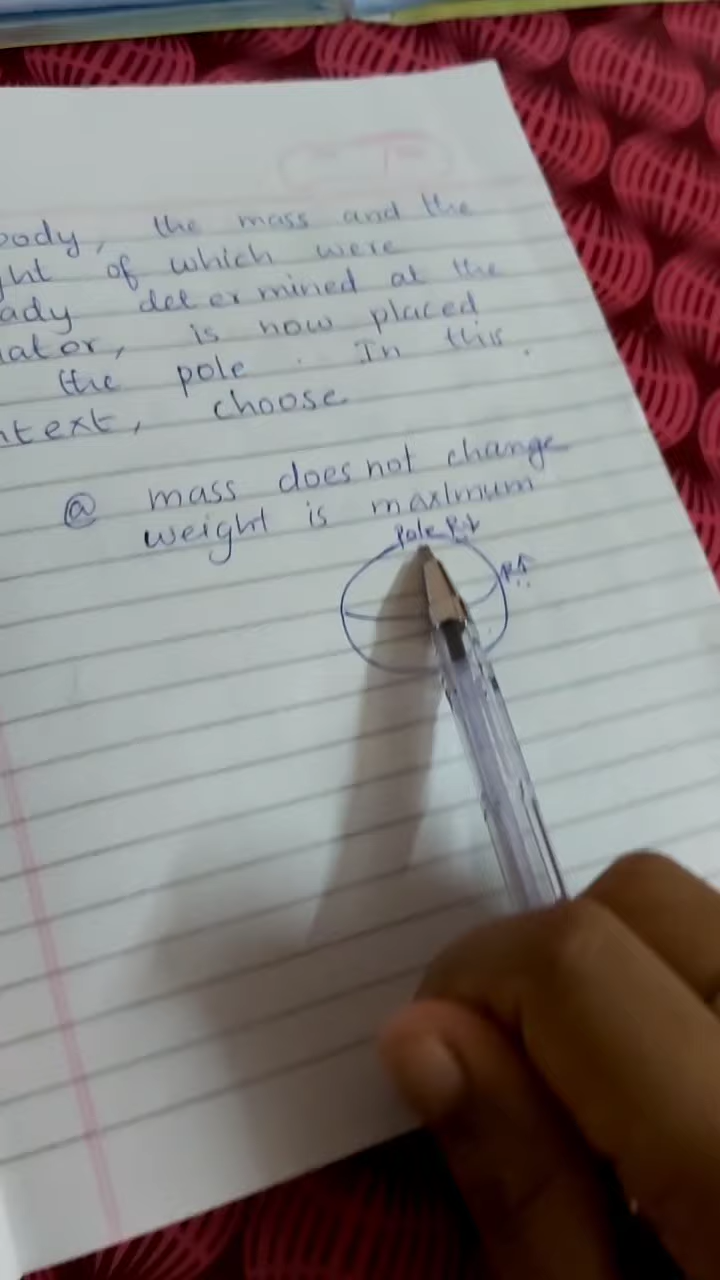 body, the mass and the
ght of which were
ady determined at the
ator, is now placed
the pole. In this
ntext, choose
@ mass does not change
weight is maximum
Pole R↓
R↑